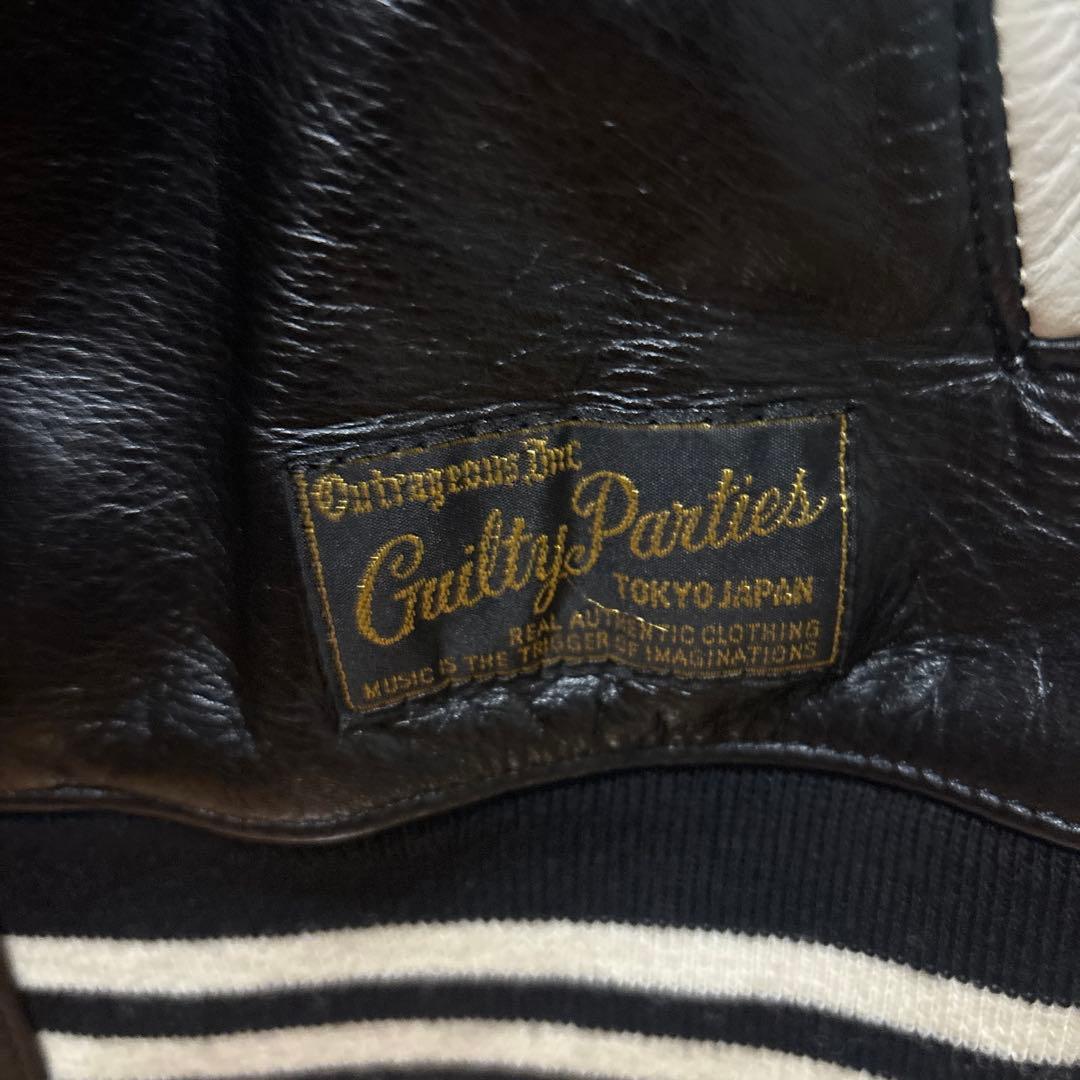 Outrageous.Inc
Guilty Parties
TOKYO JAPAN
REAL AUTHENTIC CLOTHING
MUSIC IS THE TRIGGER OF IMAGINATIONS